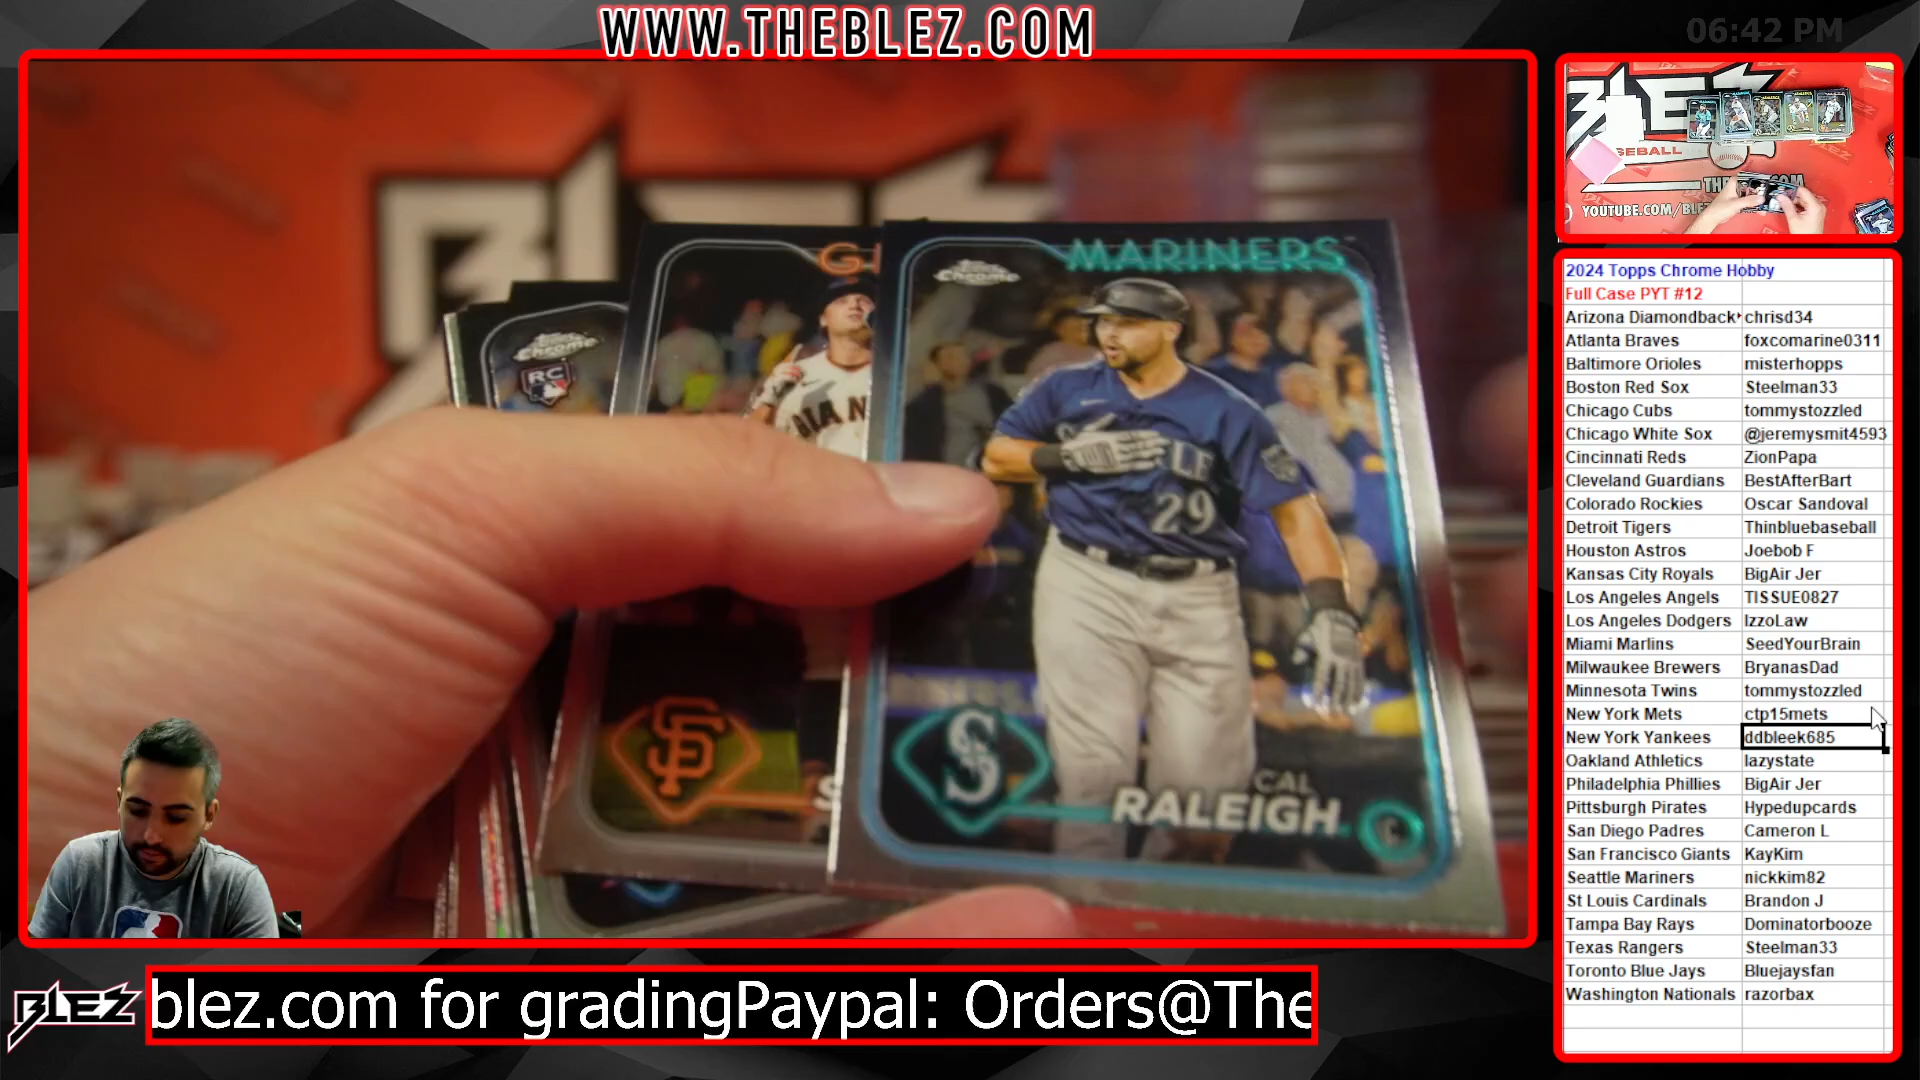 WWW.THEBLEZ.COM
06:42 PM
MARINERS
Topps Chrome
G
Chrome
RC
LE
29
SF
S
CAL
RALEIGH
C
BLEZ
blez.com for gradingPaypal: Orders@The
BASEBALL
YOUTUBE.COM/BLE
2024 Topps Chrome Hobby
Full Case PYT #12
Arizona Diamondback chrisd34
Atlanta Braves foxcomarine0311
Baltimore Orioles misterhopps
Boston Red Sox Steelman33
Chicago Cubs tommystozzled
Chicago White Sox @jeremysmit4593
Cincinnati Reds ZionPapa
Cleveland Guardians BestAfterBart
Colorado Rockies Oscar Sandoval
Detroit Tigers Thinbluebaseball
Houston Astros Joebob F
Kansas City Royals BigAir Jer
Los Angeles Angels TISSUE0827
Los Angeles Dodgers IzzoLaw
Miami Marlins SeedYourBrain
Milwaukee Brewers BryanasDad
Minnesota Twins tommystozzled
New York Mets ctp15mets
New York Yankees ddbleek685
Oakland Athletics lazystate
Philadelphia Phillies BigAir Jer
Pittsburgh Pirates Hypedupcards
San Diego Padres Cameron L
San Francisco Giants KayKim
Seattle Mariners nickkim82
St Louis Cardinals Brandon J
Tampa Bay Rays Dominatorbooze
Texas Rangers Steelman33
Toronto Blue Jays Bluejaysfan
Washington Nationals razorbax